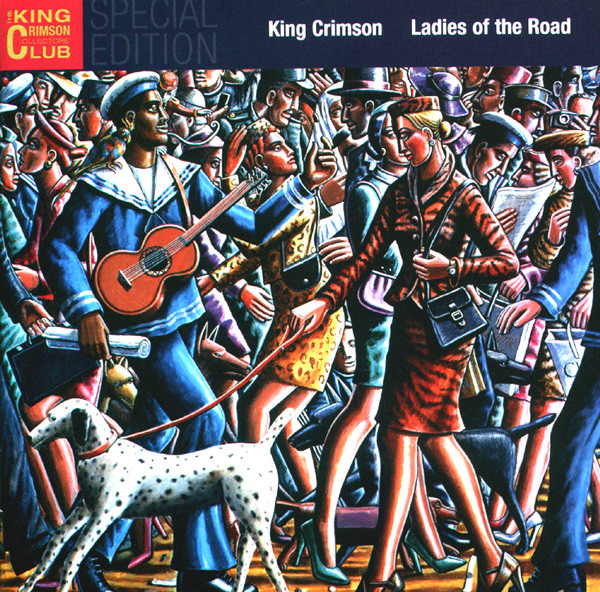 THE
KING
CRIMSON
COLLECTORS'
CLUB
SPECIAL
EDITION
King Crimson Ladies of the Road